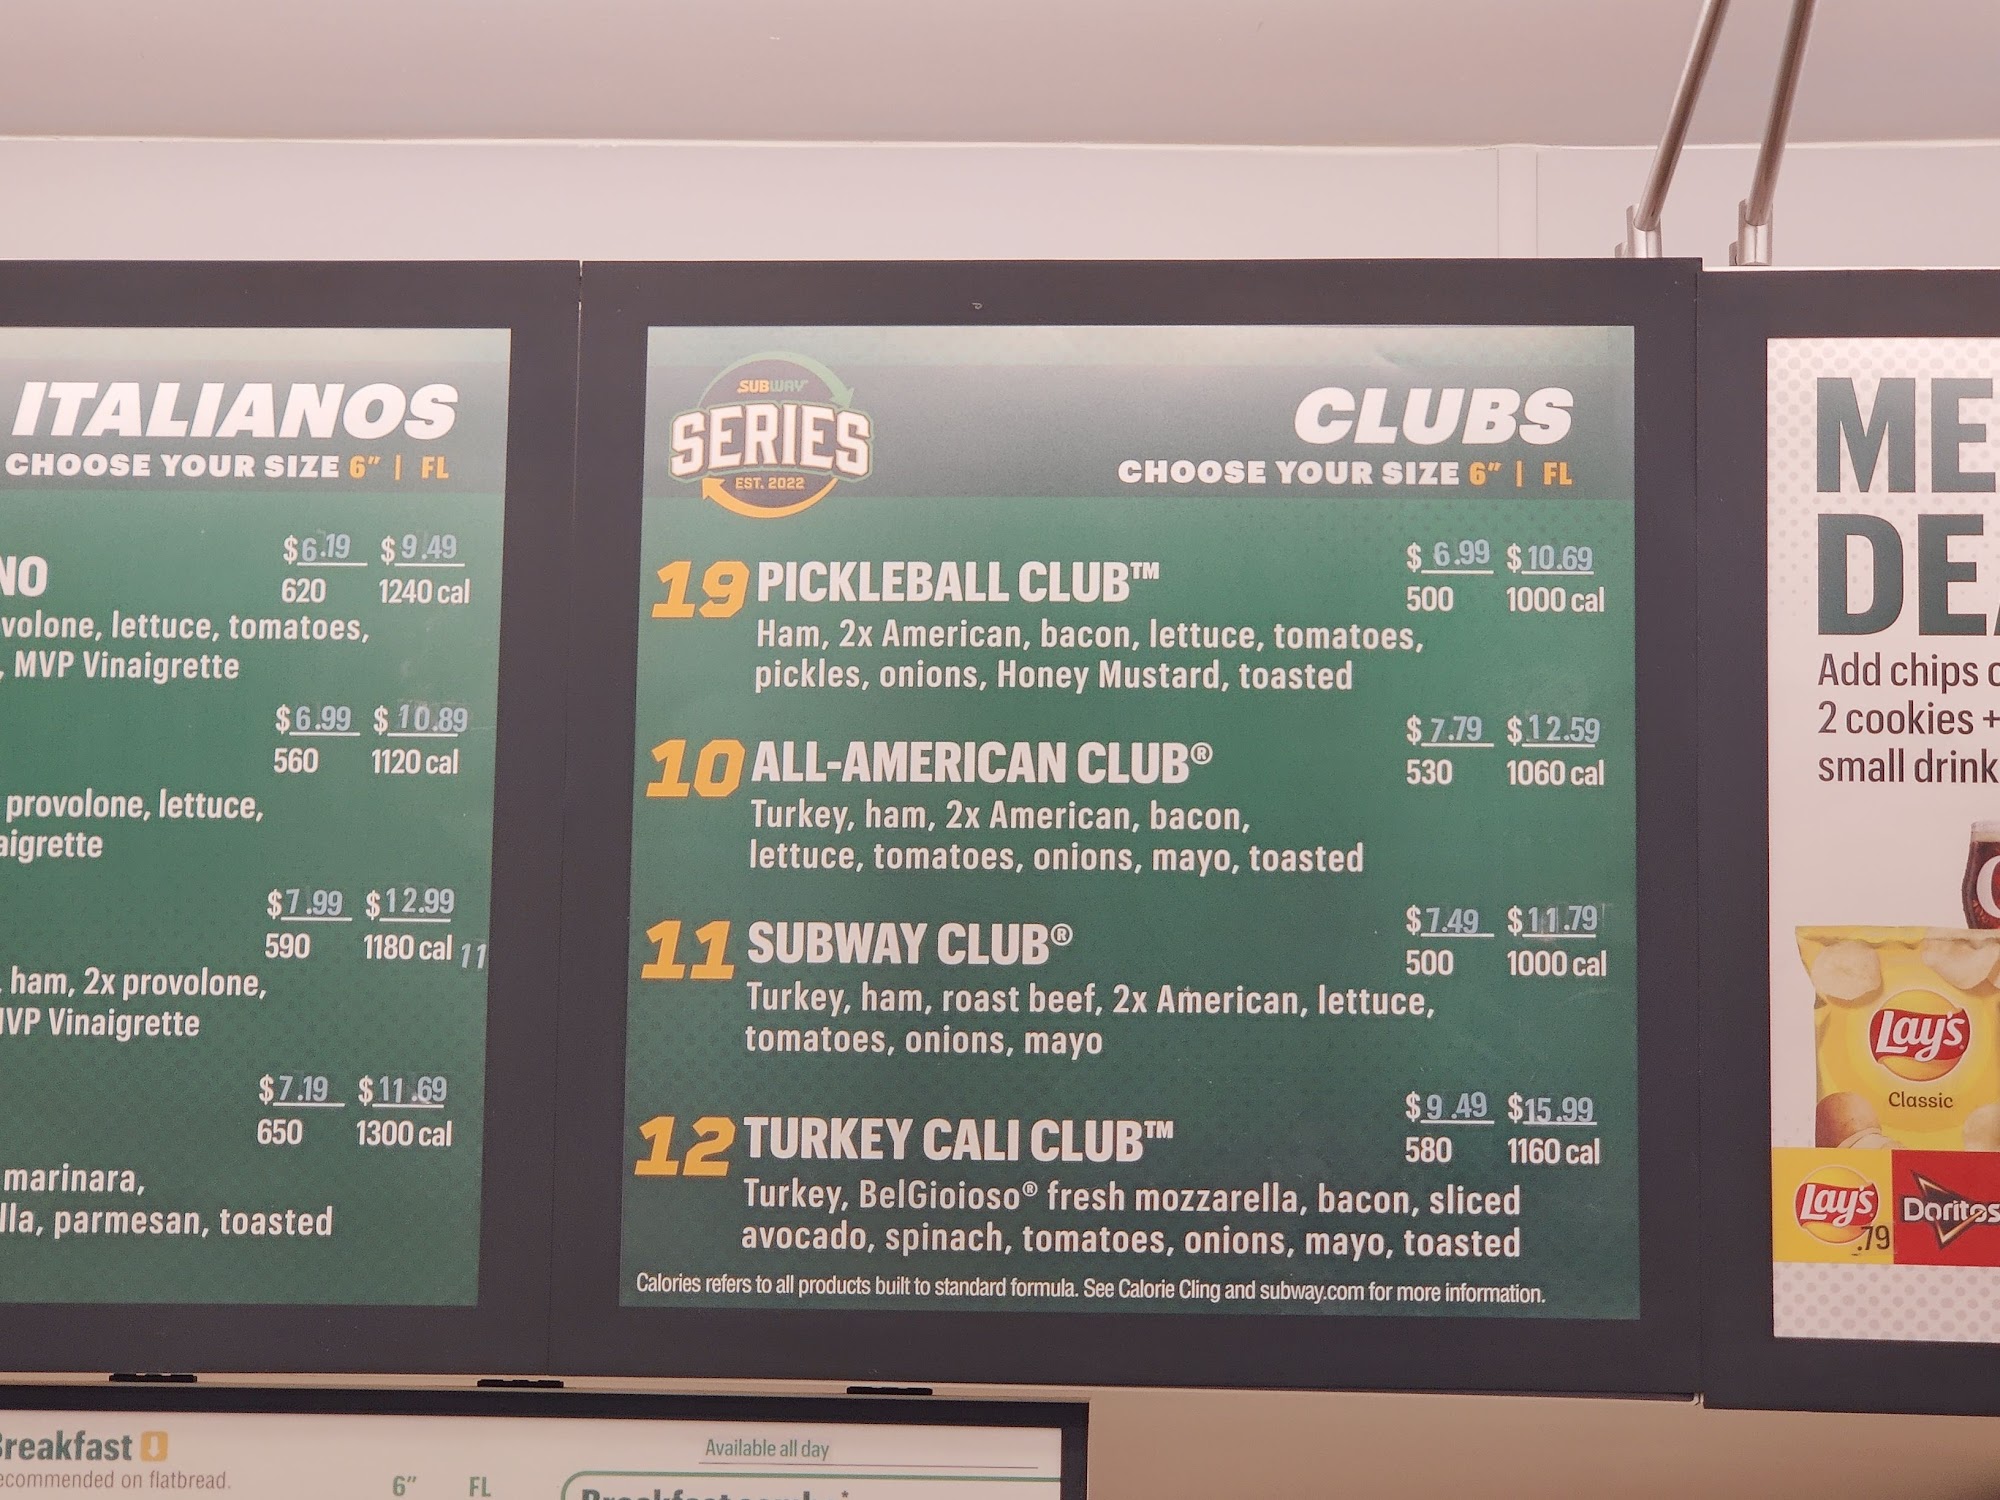 ITALIANOS
CHOOSE YOUR SIZE 6" | FL
NO
$6.19 $9.49
620 1240 cal
volone, lettuce, tomatoes,
, MVP Vinaigrette
$6.99 $10.89
560 1120 cal
provolone, lettuce,
aigrette
$7.99 $12.99
590 1180 cal 11
, ham, 2x provolone,
MVP Vinaigrette
$7.19 $11.69
650 1300 cal
marinara,
lla, parmesan, toasted
SUBWAY
SERIES
EST. 2022
CLUBS
CHOOSE YOUR SIZE 6" | FL
19 PICKLEBALL CLUB™ $6.99 $10.69
500 1000 cal
Ham, 2x American, bacon, lettuce, tomatoes,
pickles, onions, Honey Mustard, toasted
10 ALL-AMERICAN CLUB® $7.79 $12.59
530 1060 cal
Turkey, ham, 2x American, bacon,
lettuce, tomatoes, onions, mayo, toasted
11 SUBWAY CLUB® $7.49 $11.79
500 1000 cal
Turkey, ham, roast beef, 2x American, lettuce,
tomatoes, onions, mayo
12 TURKEY CALI CLUB™ $9.49 $15.99
580 1160 cal
Turkey, BelGioioso® fresh mozzarella, bacon, sliced
avocado, spinach, tomatoes, onions, mayo, toasted
Calories refers to all products built to standard formula. See Calorie Cling and subway.com for more information.
ME
DE
Add chips
2 cookies +
small drink
Lay's
Classic
Lay's
.79
Doritos
Breakfast
recommended on flatbread.
6" FL
Available all day